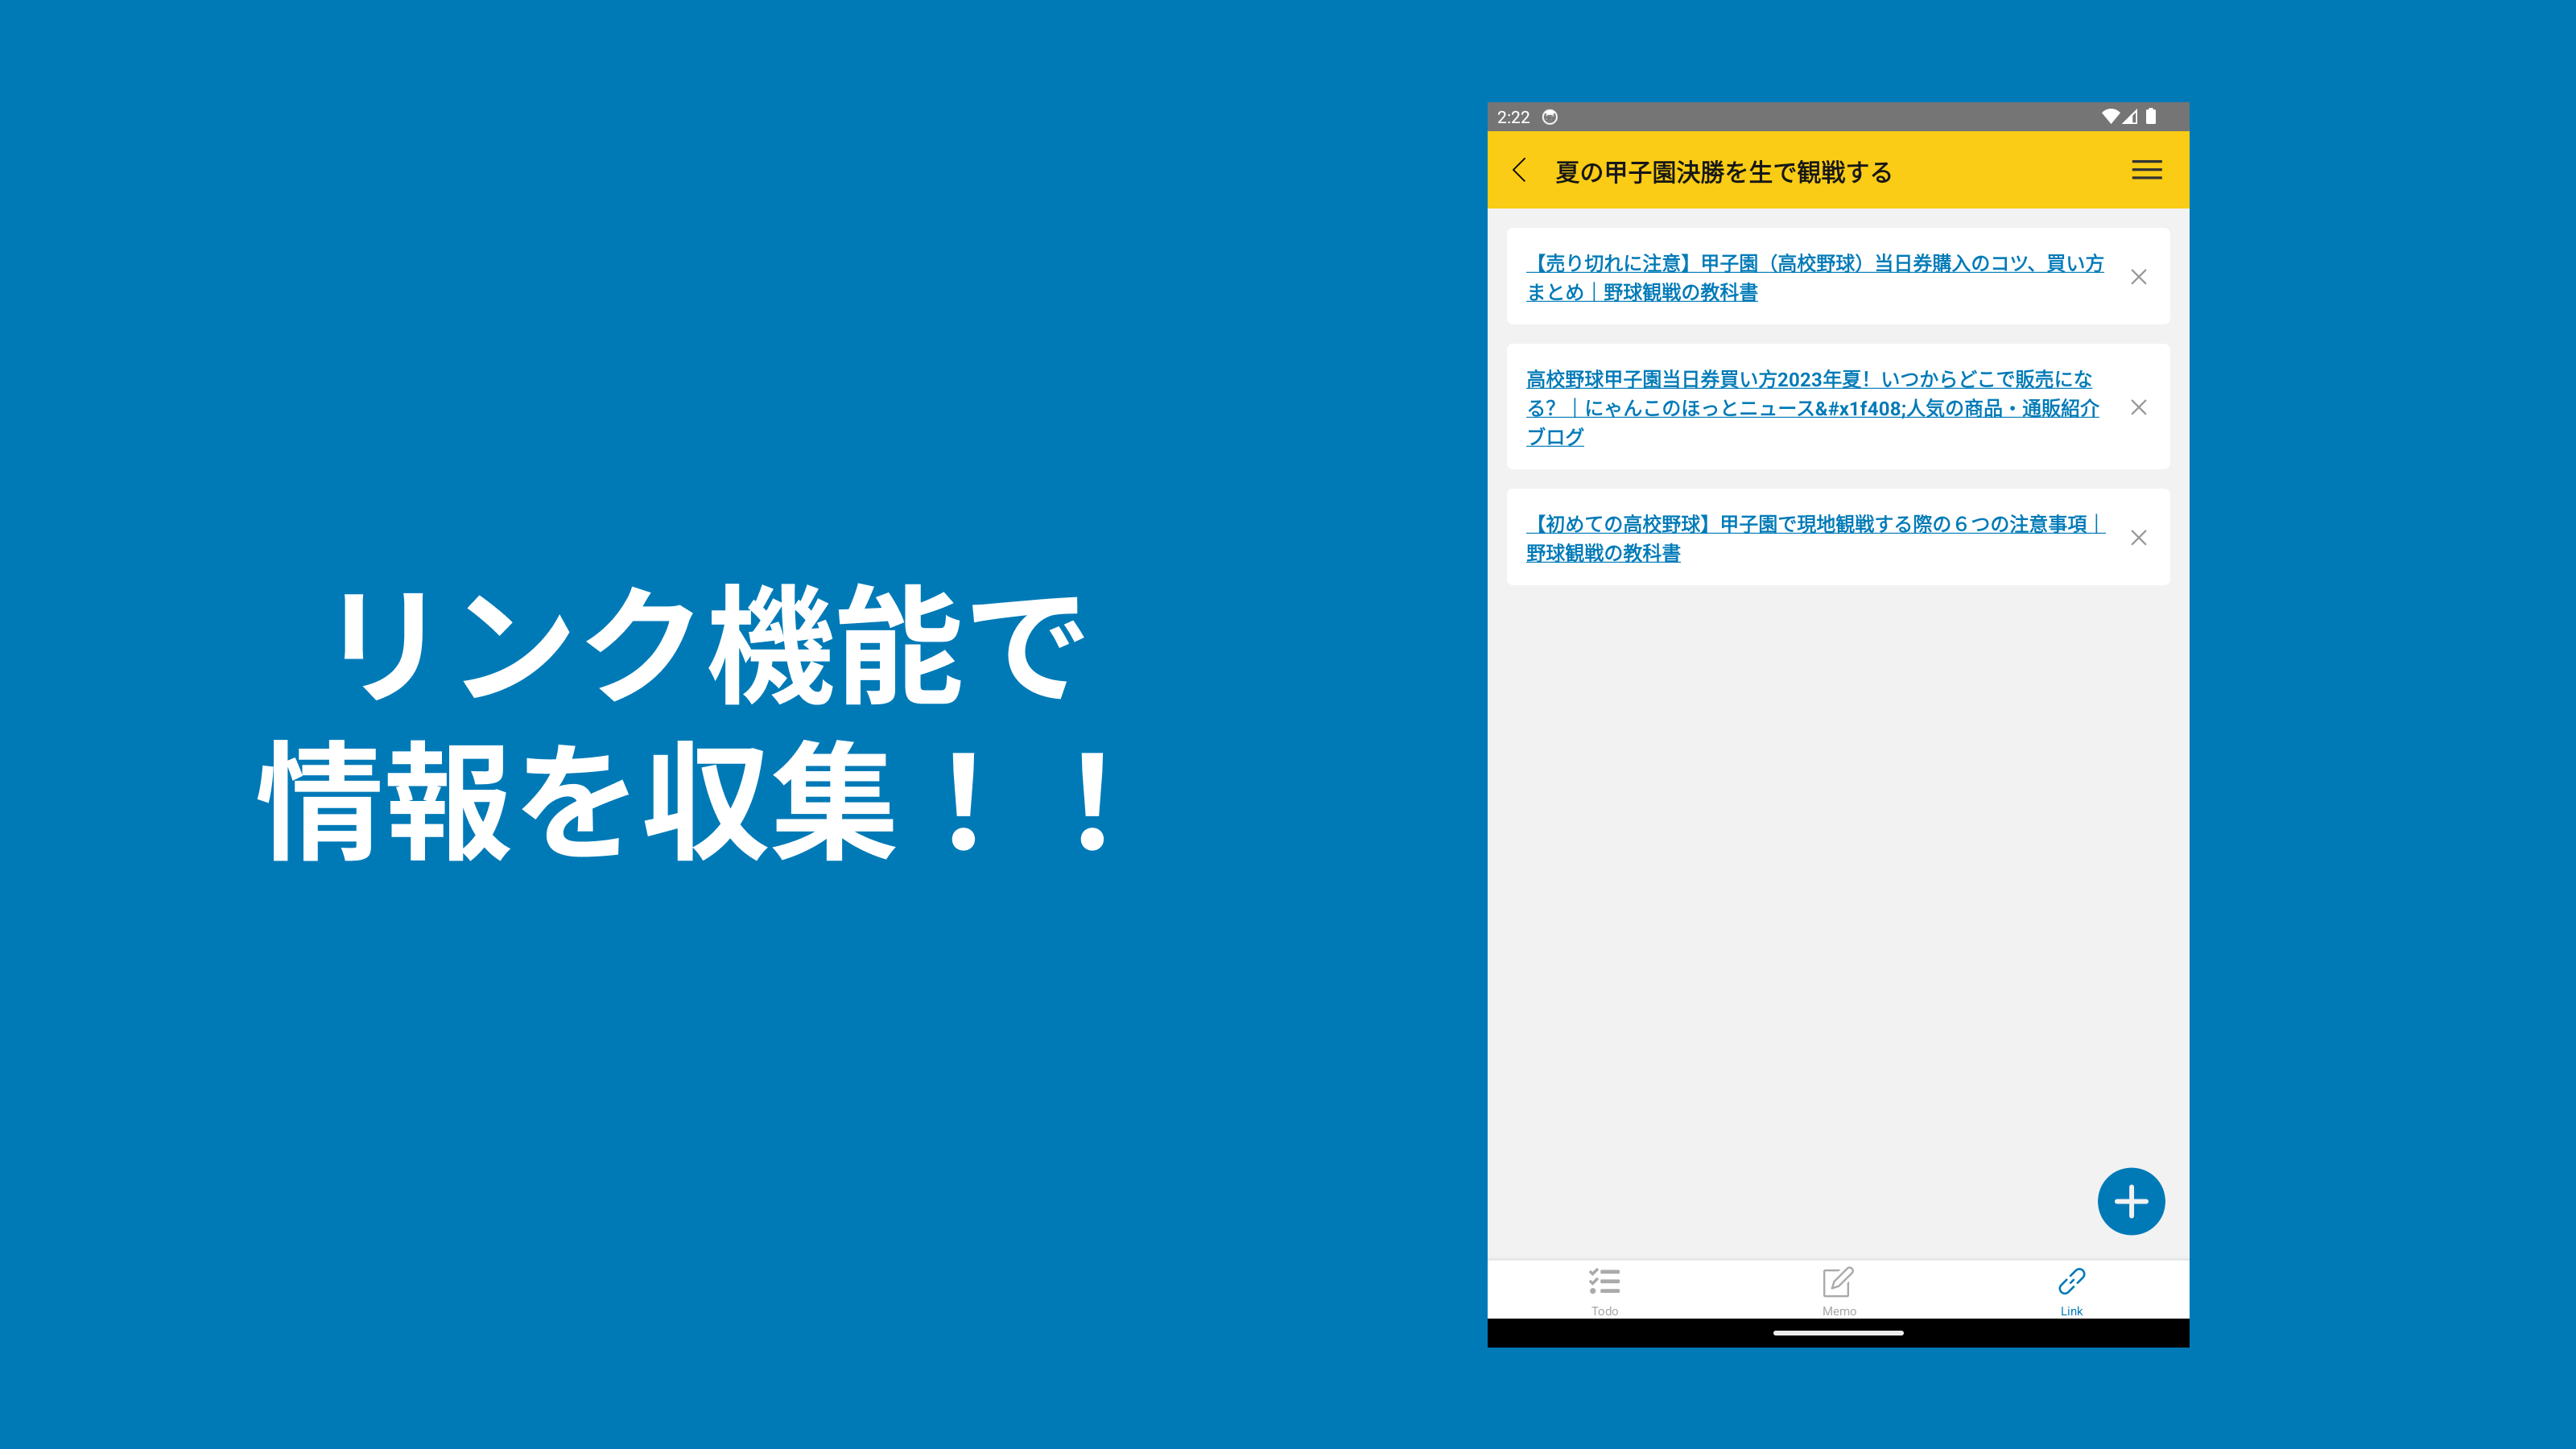 リンク機能で
情報を収集！！
2:22
夏の甲子園決勝を生で観戦する
【売り切れに注意】甲子園（高校野球）当日券購入のコツ、買い方
まとめ｜野球観戦の教科書
高校野球甲子園当日券買い方2023年夏！いつからどこで販売にな
る？｜にゃんこのほっとニュース&#x1f408;人気の商品・通販紹介
ブログ
【初めての高校野球】甲子園で現地観戦する際の６つの注意事項｜
野球観戦の教科書
Todo
Memo
Link